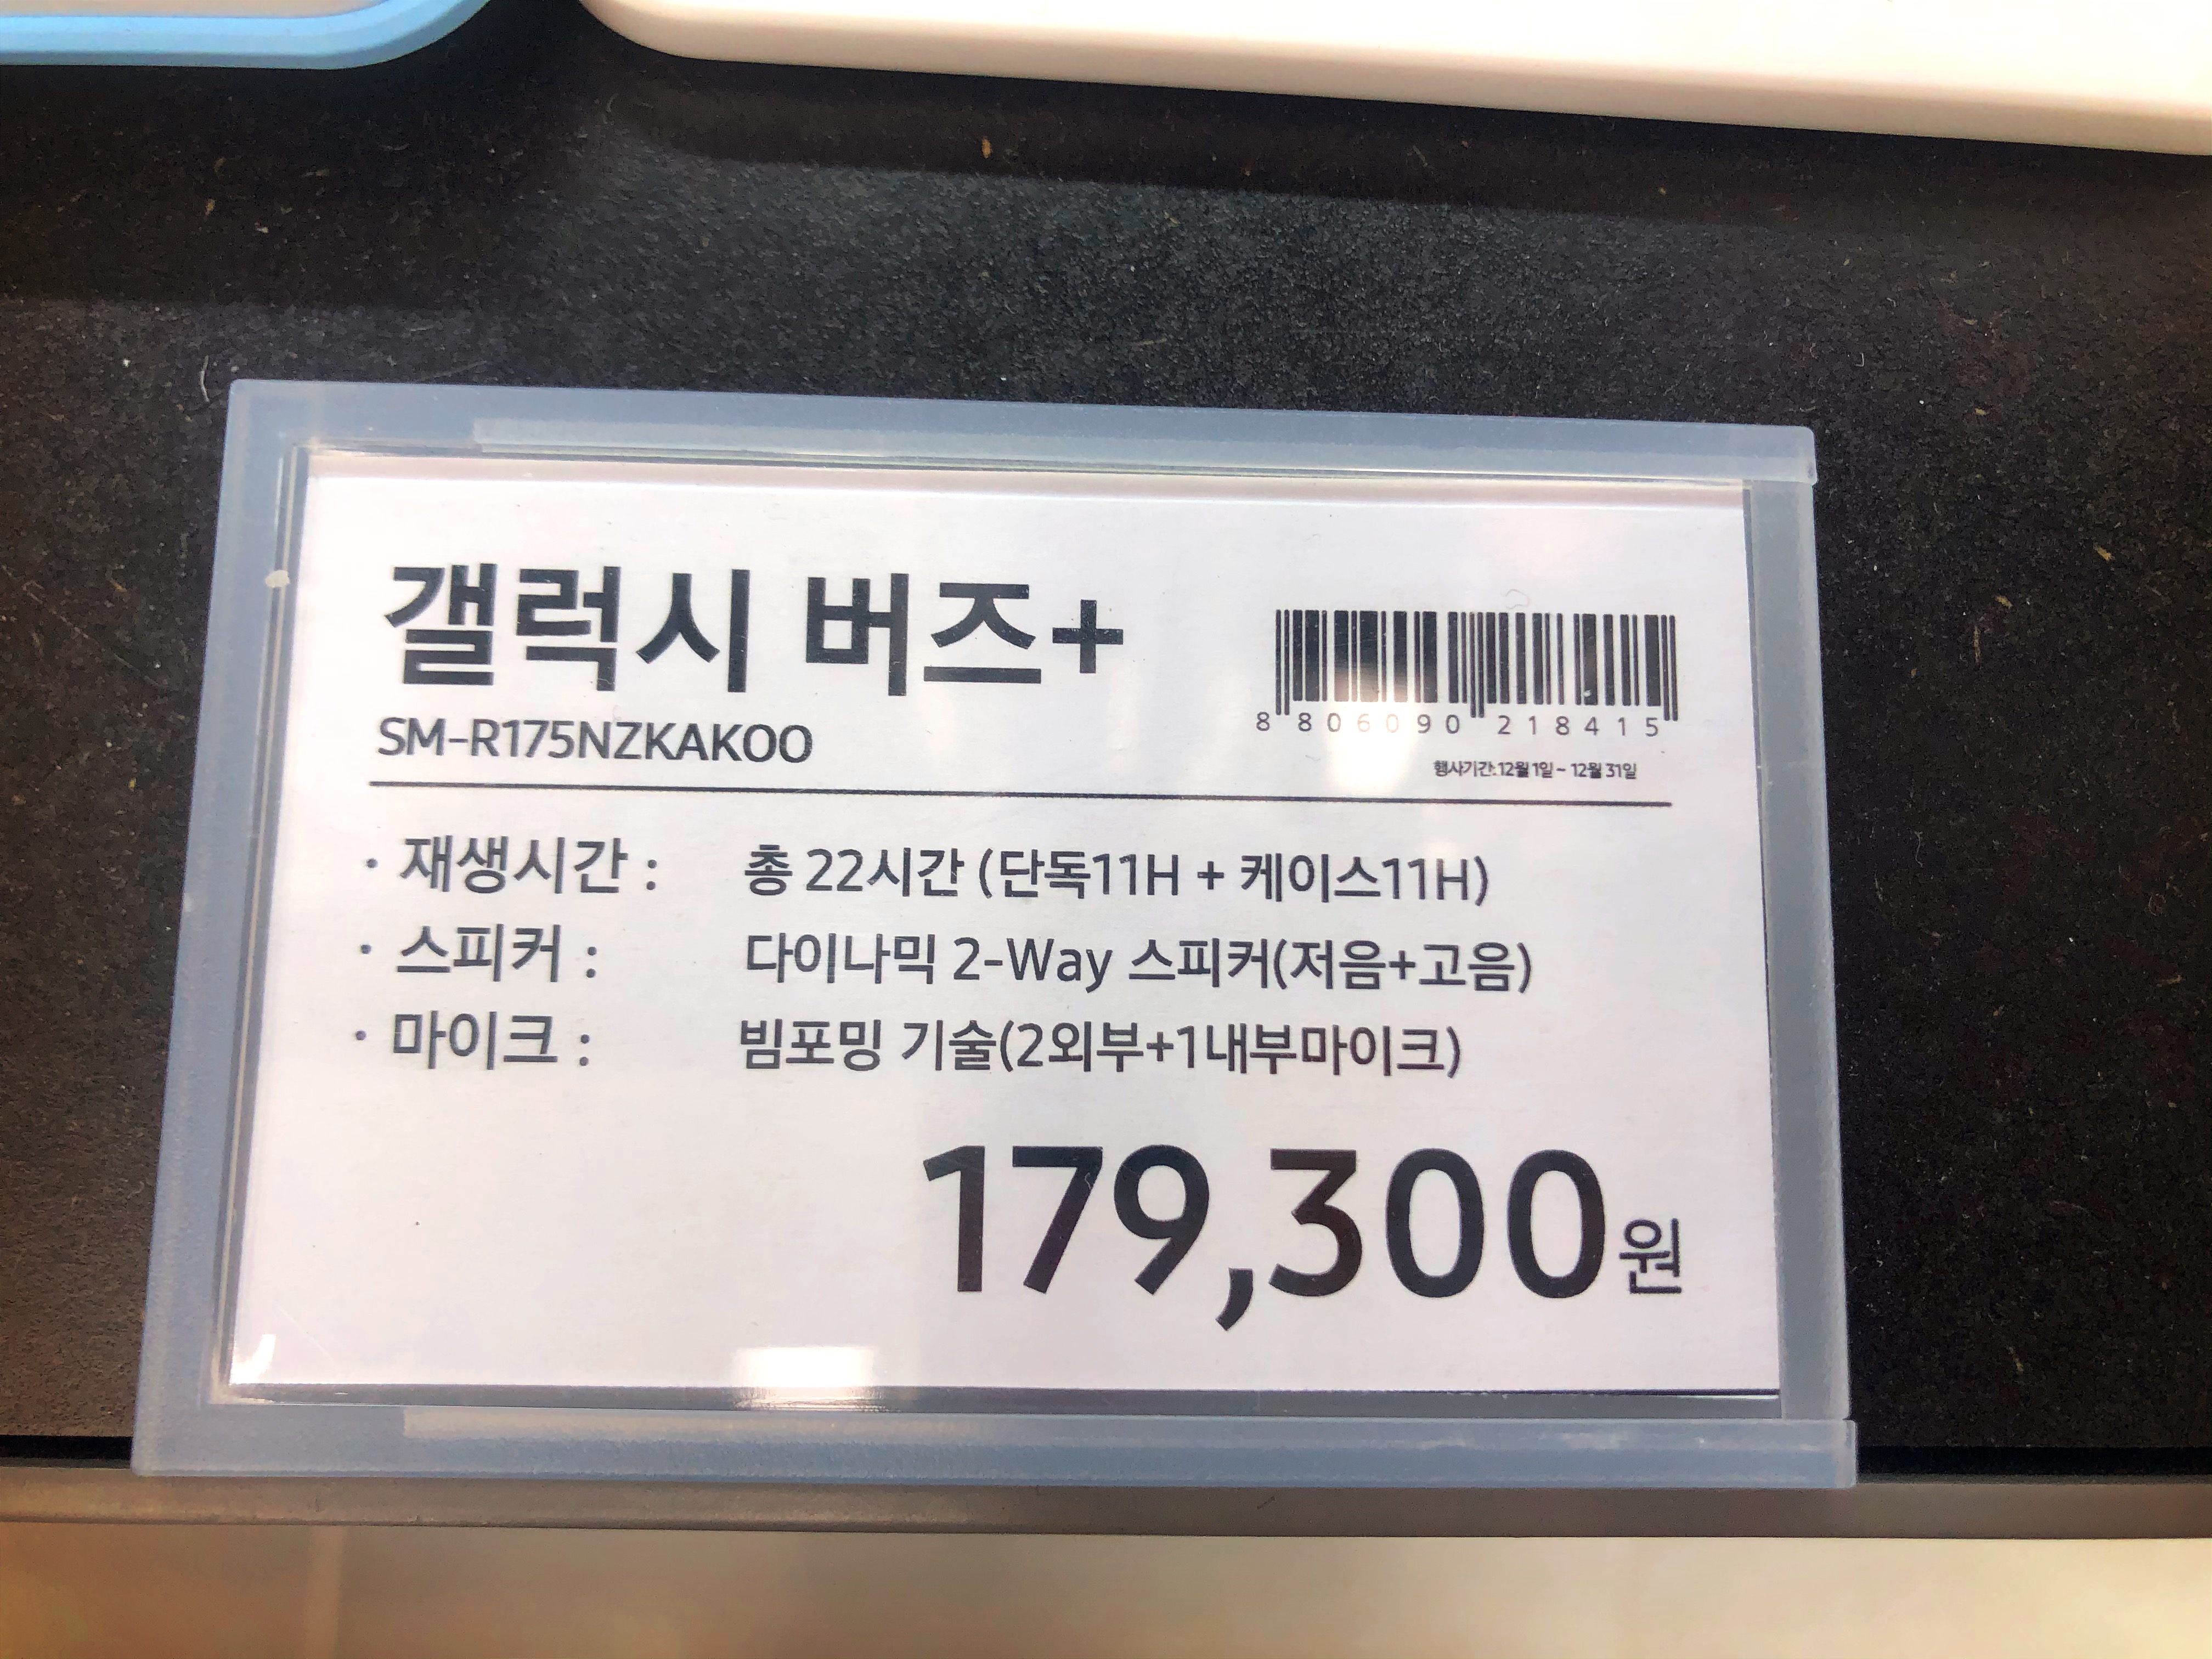 갤럭시 버즈+
SM-R175NZKAKOO
8 806090 218415
행사기간:12월 1일 ~ 12월 31일
· 재생시간 : 총 22시간 (단독11H + 케이스11H)
· 스피커 : 다이나믹 2-Way 스피커(저음+고음)
· 마이크 : 빔포밍 기술(2외부+1내부마이크)
179,300원